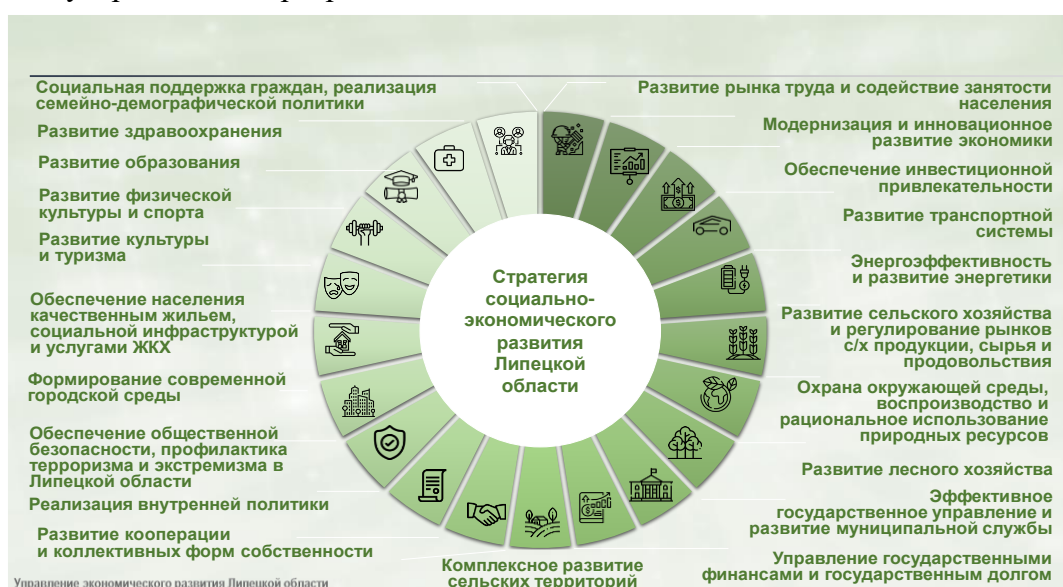 Социальная поддержка граждан, реализация
семейно-демографической политики
Развитие здравоохранения
Развитие образования
Развитие физической
культуры и спорта
Развитие культуры
и туризма
Обеспечение населения
качественным жильем,
социальной инфраструктурой
и услугами ЖКХ
Формирование современной
городской среды
Обеспечение общественной
безопасности, профилактика
терроризма и экстремизма в
Липецкой области
Реализация внутренней политики
Развитие кооперации
и коллективных форм собственности
Стратегия
социально-
экономического
развития
Липецкой
области
Развитие рынка труда и содействие занятости
населения
Модернизация и инновационное
развитие экономики
Обеспечение инвестиционной
привлекательности
Развитие транспортной
системы
Энергоэффективность
и развитие энергетики
Развитие сельского хозяйства
и регулирование рынков
с/х продукции, сырья и
продовольствия
Охрана окружающей среды,
воспроизводство и
рациональное использование
природных ресурсов
Развитие лесного хозяйства
Эффективное
государственное управление и
развитие муниципальной службы
Управление государственными
финансами и государственным долгом
Комплексное развитие
сельских территорий
Управление экономического развития Липецкой области